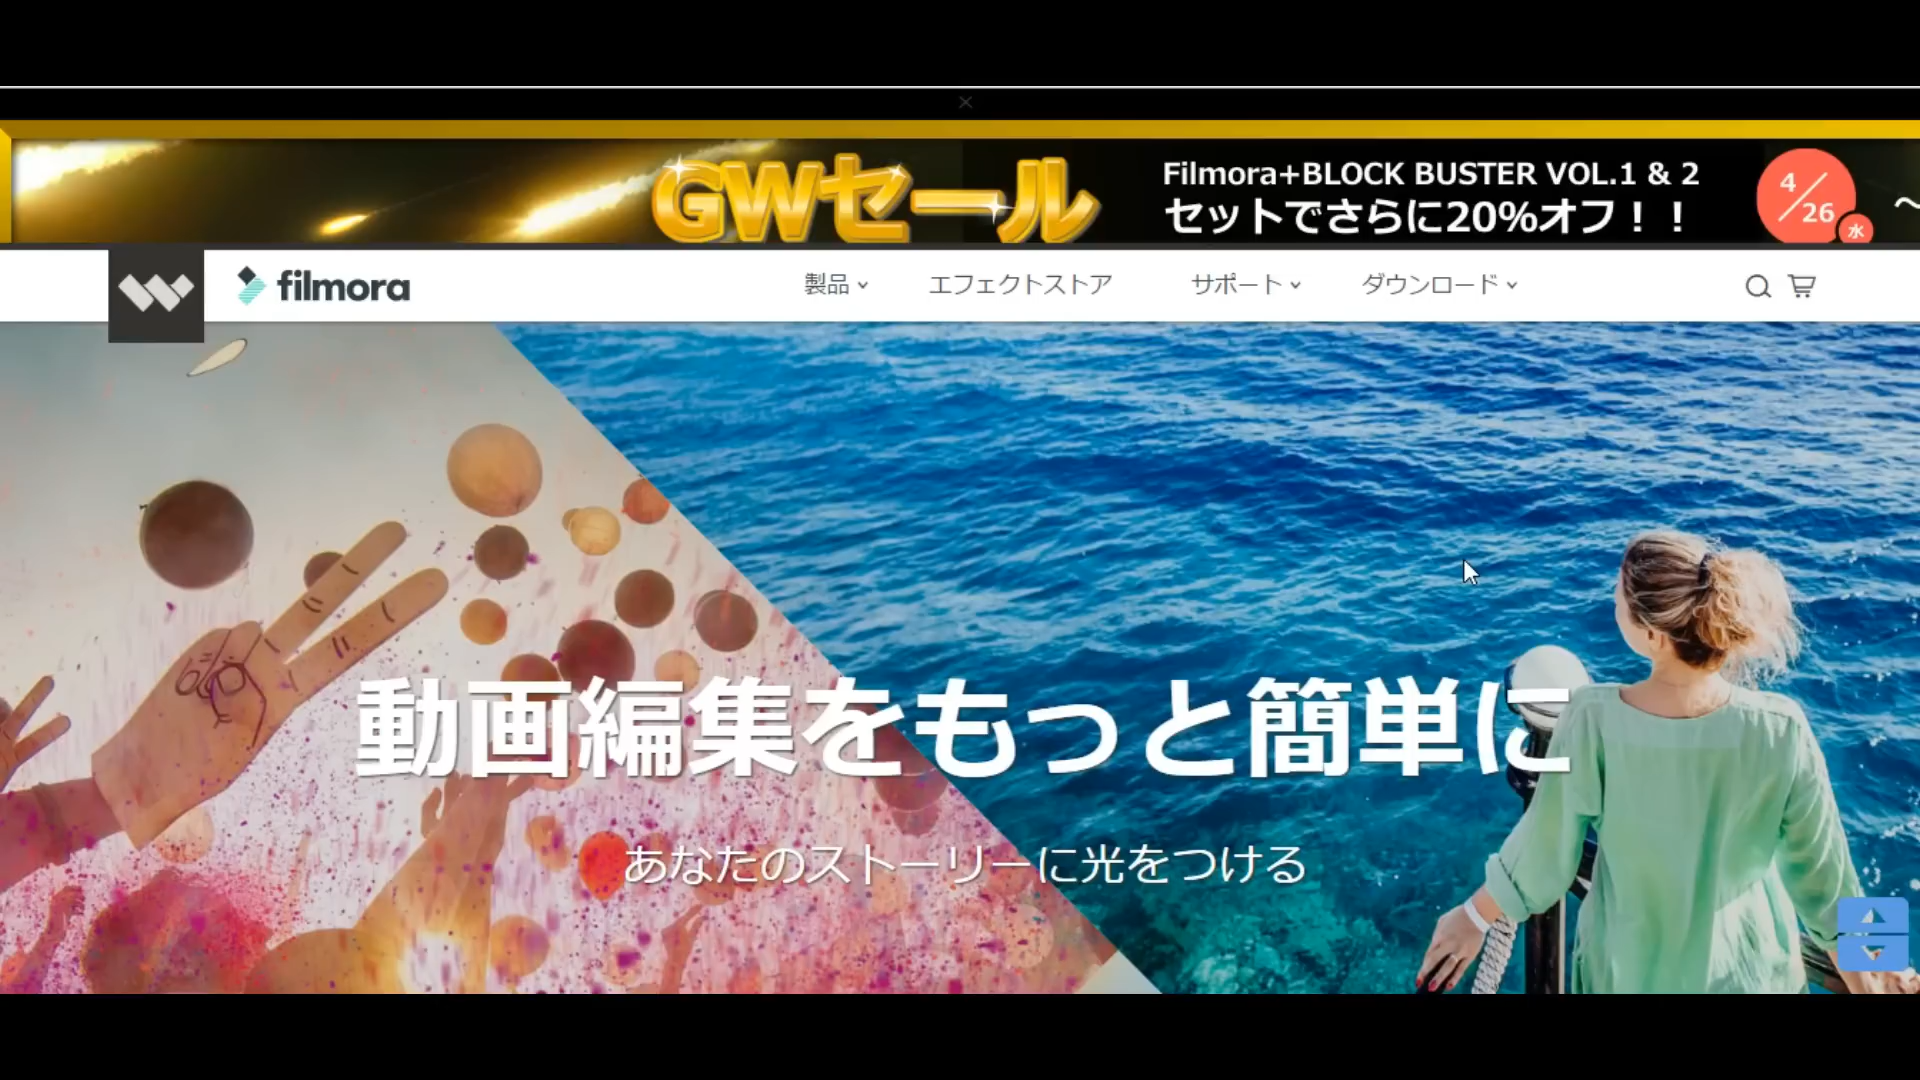 GWセール
Filmora+BLOCK BUSTER VOL.1 & 2
セットでさらに20%オフ！！
4/26
水
～
filmora
製品
エフェクトストア
サポート
ダウンロード
動画編集をもっと簡単に
あなたのストーリーに光をつける